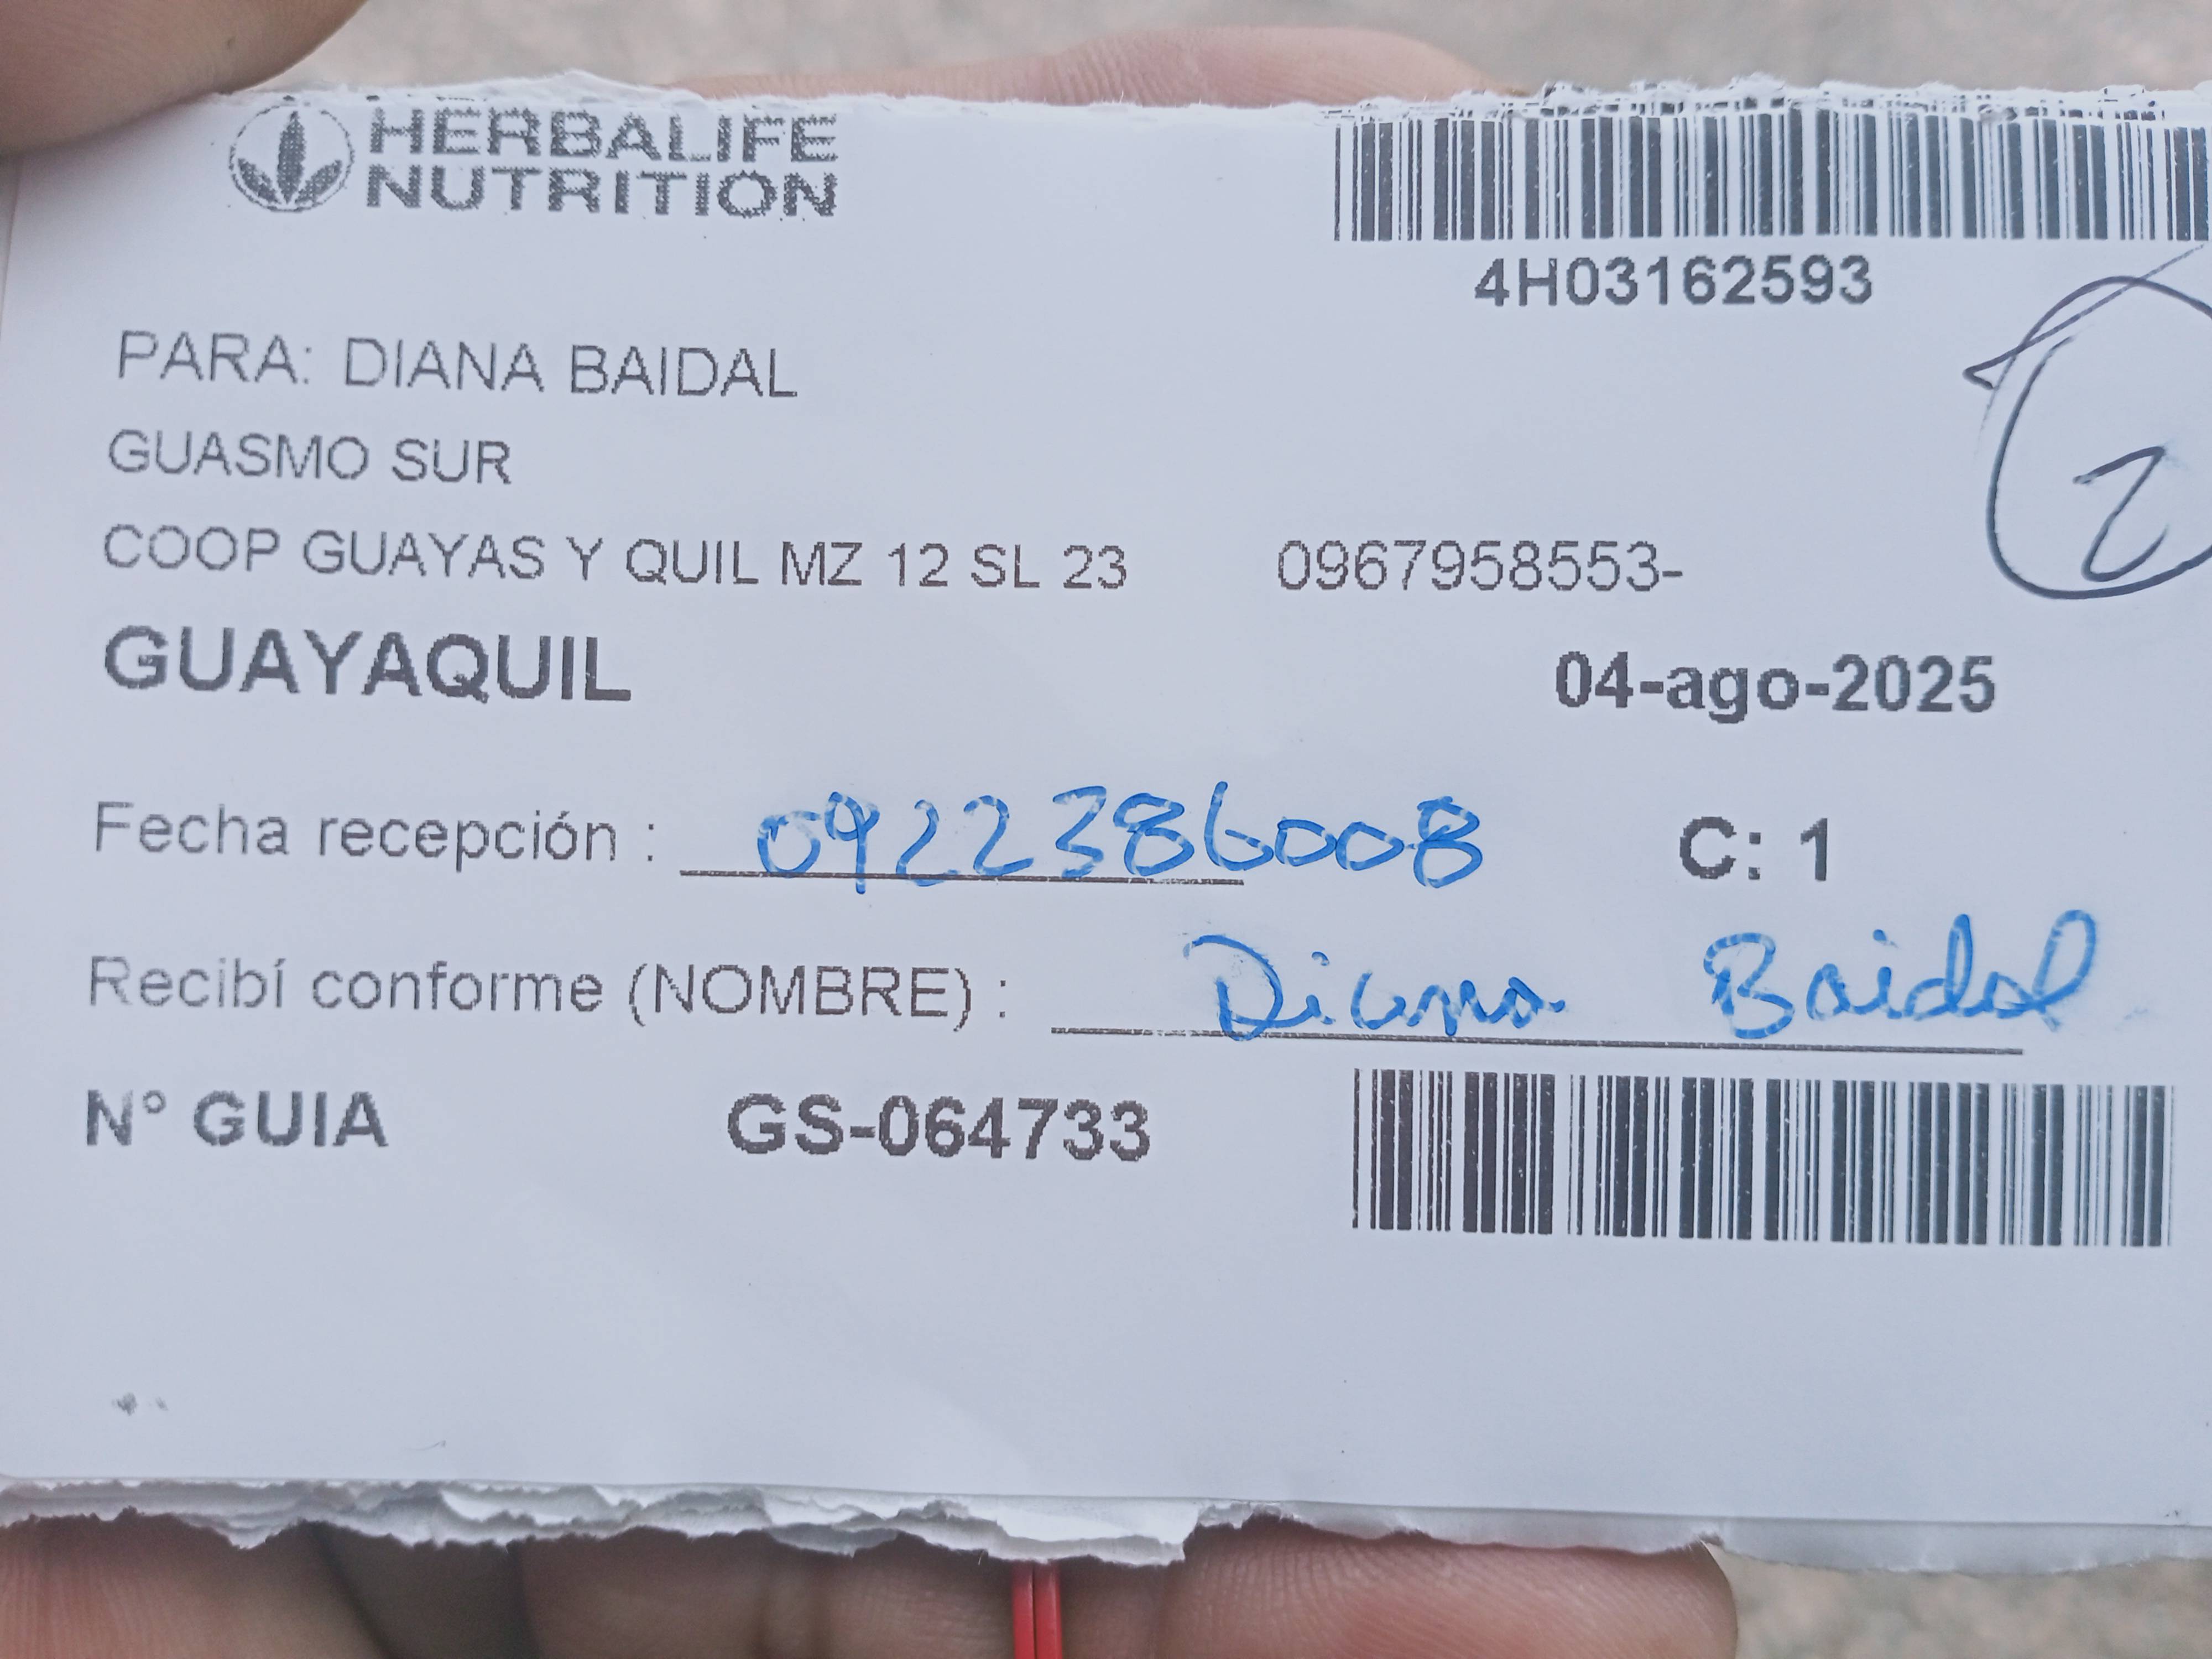 HERBALIFE
NUTRITION
4H03162593
PARA: DIANA BAIDAL
GUASMO SUR
COOP GUAYAS Y QUIL MZ 12 SL 23 0967958553-
2
GUAYAQUIL 04-ago-2025
Fecha recepción : 0922386008 C: 1
Recibí conforme (NOMBRE) : Diana Baidal
N° GUIA GS-064733